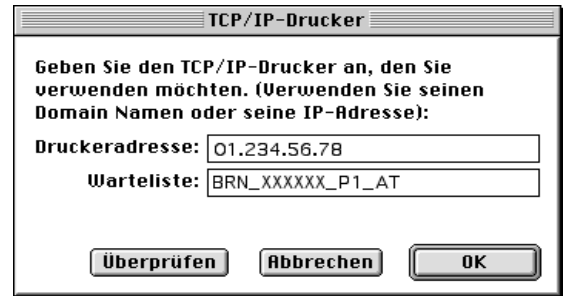 TCP/IP-Drucker
Geben Sie den TCP/IP-Drucker an, den Sie
verwenden möchten. (Verwenden Sie seinen
Domain Namen oder seine IP-Adresse):
Druckeradresse: 01.234.56.78
Warteliste: BRN_XXXXXX_P1_AT
Überprüfen Abbrechen OK